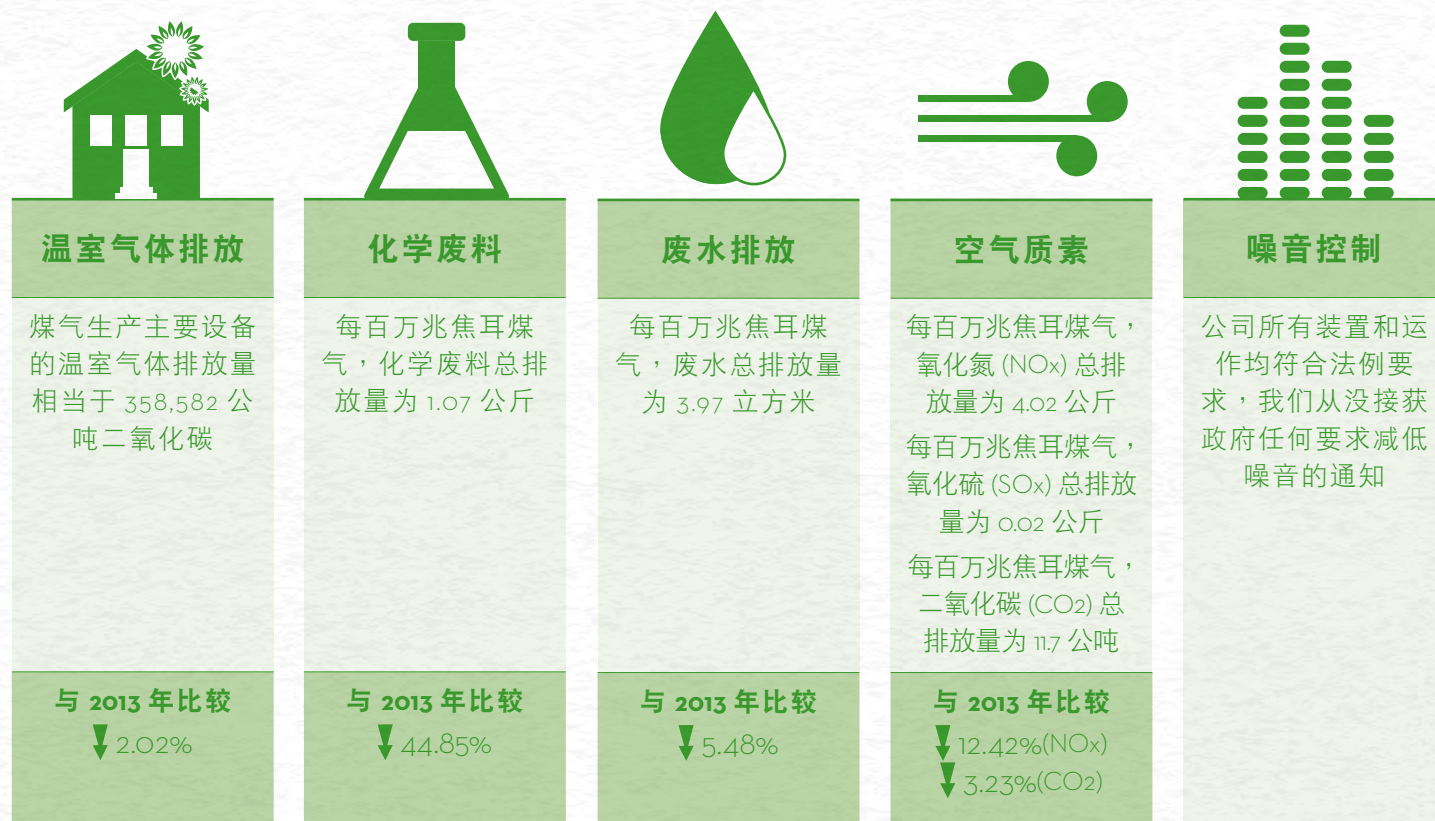 温室气体排放
煤气生产主要设备
的温室气体排放量
相当于 358,582 公
吨二氧化碳
与 2013 年比较
2.02%
化学废料
每百万兆焦耳煤
气，化学废料总排
放量为 1.07 公斤
与 2013 年比较
44.85%
废水排放
每百万兆焦耳煤
气，废水总排放量
为 3.97 立方米
与 2013 年比较
5.48%
空气质素
每百万兆焦耳煤气，
氧化氮 (NOx) 总排
放量为 4.02 公斤
每百万兆焦耳煤气，
氧化硫 (SOx) 总排放
量为 0.02 公斤
每百万兆焦耳煤气，
二氧化碳 (CO2) 总
排放量为 11.7 公吨
与 2013 年比较
12.42%(NOx)
3.23%(CO2)
噪音控制
公司所有装置和运
作均符合法例要
求，我们从没接获
政府任何要求减低
噪音的通知